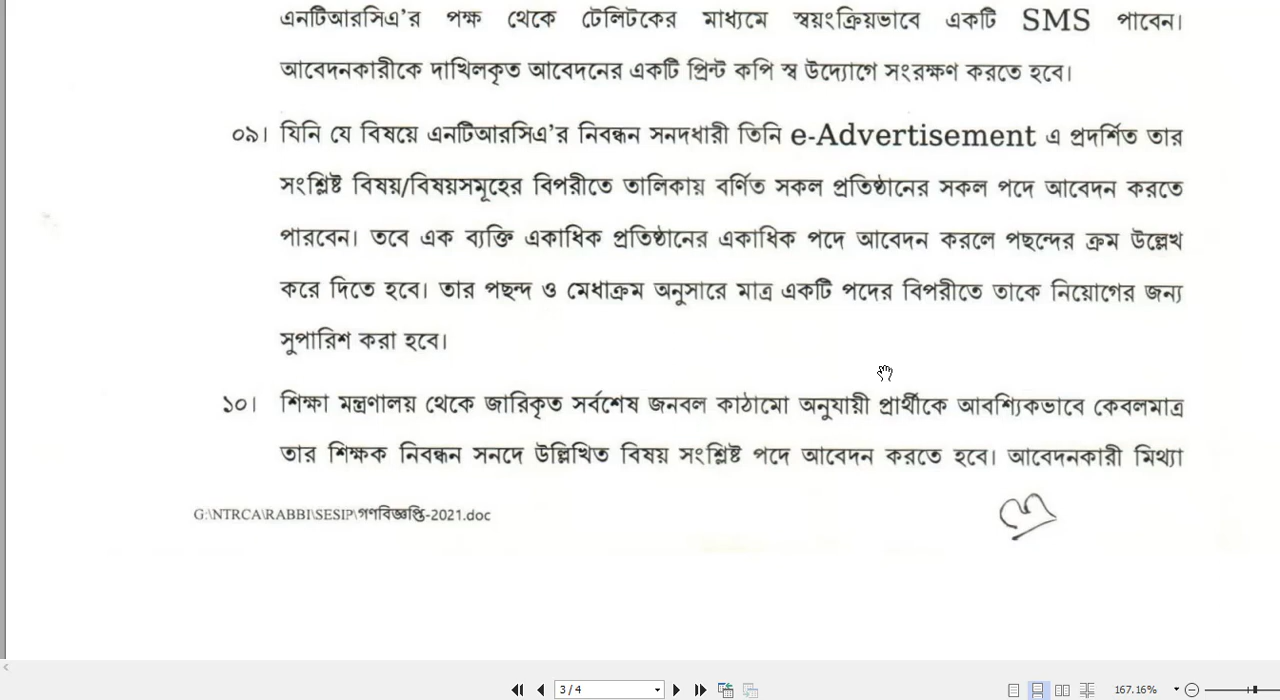 এনটিআরসিএ'র পক্ষ থেকে টেলিটকের মাধ্যমে স্বয়ংক্রিয়ভাবে একটি SMS পাবেন।
আবেদনকারীকে দাখিলকৃত আবেদনের একটি প্রিন্ট কপি স্ব উদ্যোগে সংরক্ষণ করতে হবে।
০৯। যিনি যে বিষয়ে এনটিআরসিএ'র নিবন্ধন সনদধারী তিনি e-Advertisement এ প্রদর্শিত তার
সংশ্লিষ্ট বিষয়/বিষয়সমূহের বিপরীতে তালিকায় বর্ণিত সকল প্রতিষ্ঠানের সকল পদে আবেদন করতে
পারবেন। তবে এক ব্যক্তি একাধিক প্রতিষ্ঠানের একাধিক পদে আবেদন করলে পছন্দের ক্রম উল্লেখ
করে দিতে হবে। তার পছন্দ ও মেধাক্রম অনুসারে মাত্র একটি পদের বিপরীতে তাকে নিয়োগের জন্য
সুপারিশ করা হবে।
১০। শিক্ষা মন্ত্রণালয় থেকে জারিকৃত সর্বশেষ জনবল কাঠামো অনুযায়ী প্রার্থীকে আবশ্যিকভাবে কেবলমাত্র
তার শিক্ষক নিবন্ধন সনদে উল্লিখিত বিষয় সংশ্লিষ্ট পদে আবেদন করতে হবে। আবেদনকারী মিথ্যা
G:\NTRCA\RABBI\SESIP\গণবিজ্ঞপ্তি-2021.doc
3 / 4
167.16%